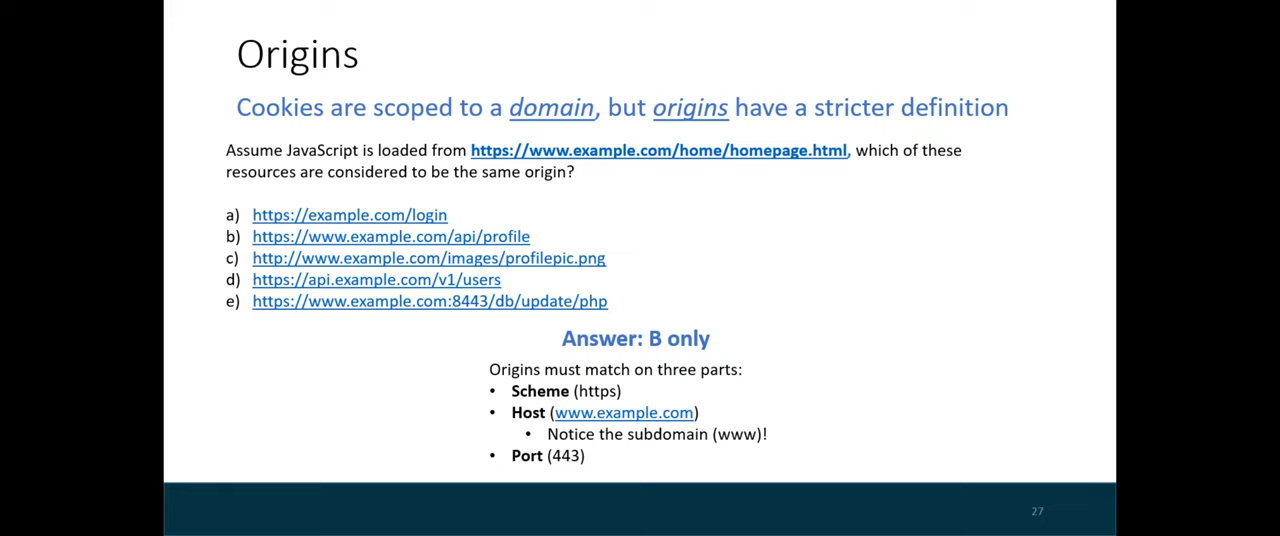 Origins
Cookies are scoped to a domain, but origins have a stricter definition
Assume JavaScript is loaded from https://www.example.com/home/homepage.html, which of these
resources are considered to be the same origin?
a) https://example.com/login
b) https://www.example.com/api/profile
c) http://www.example.com/images/profilepic.png
d) https://api.example.com/v1/users
e) https://www.example.com:8443/db/update/php
Answer: B only
Origins must match on three parts:
• Scheme (https)
• Host (www.example.com)
• Notice the subdomain (www)!
• Port (443)
27